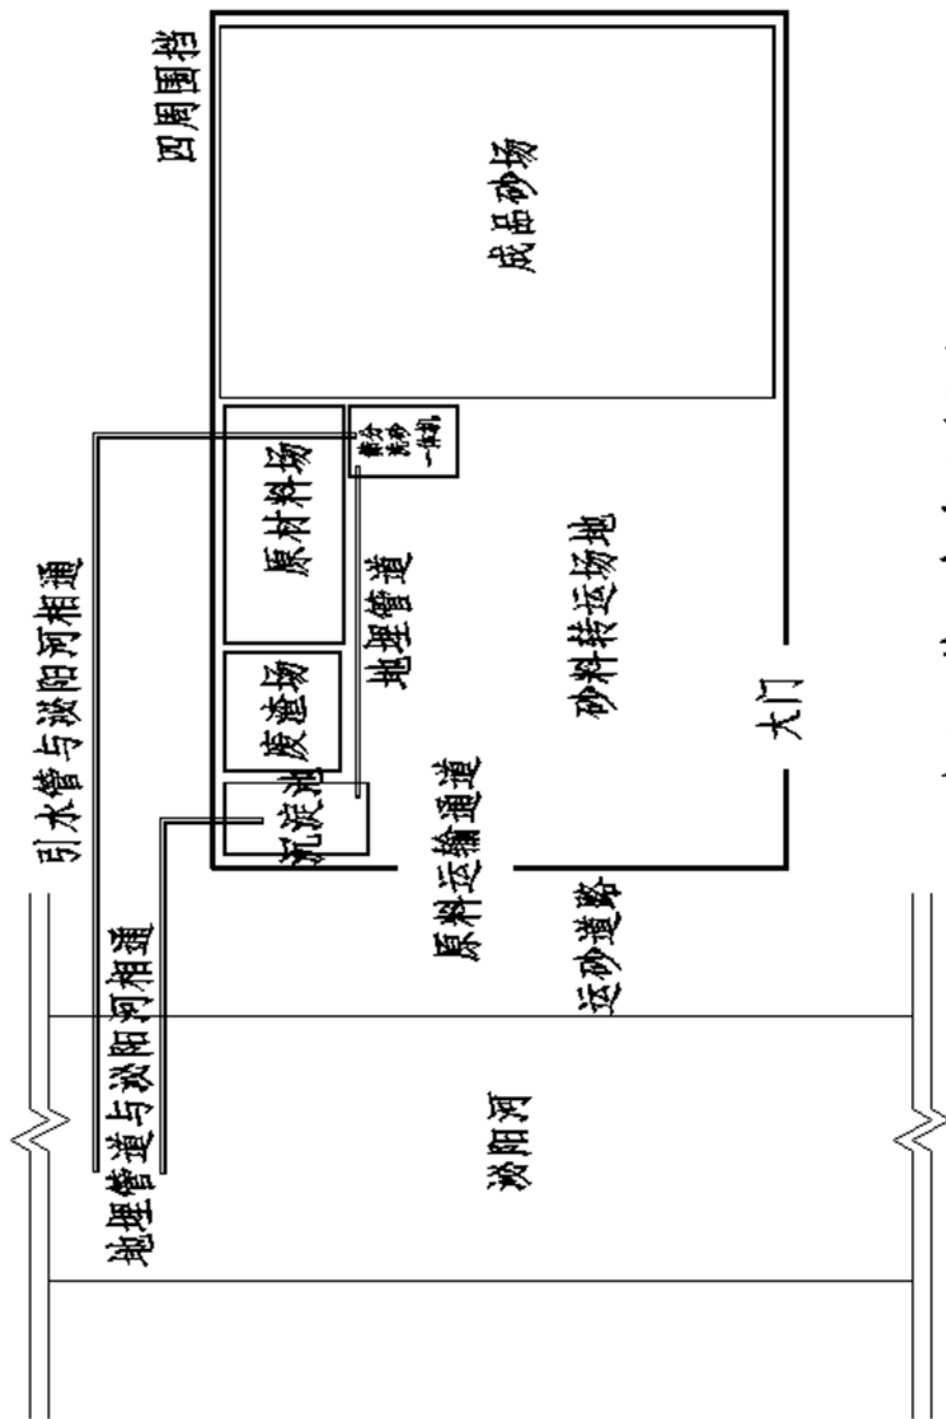 引水管与泌阳河相通
地埋管道与泌阳河相通
四周围挡
沉淀池
废渣场
原材料场
地埋管道
筛分
洗砂
一体机
原料运输通道
泌阳河
成品砂场
运砂道路
砂料转运场地
大门